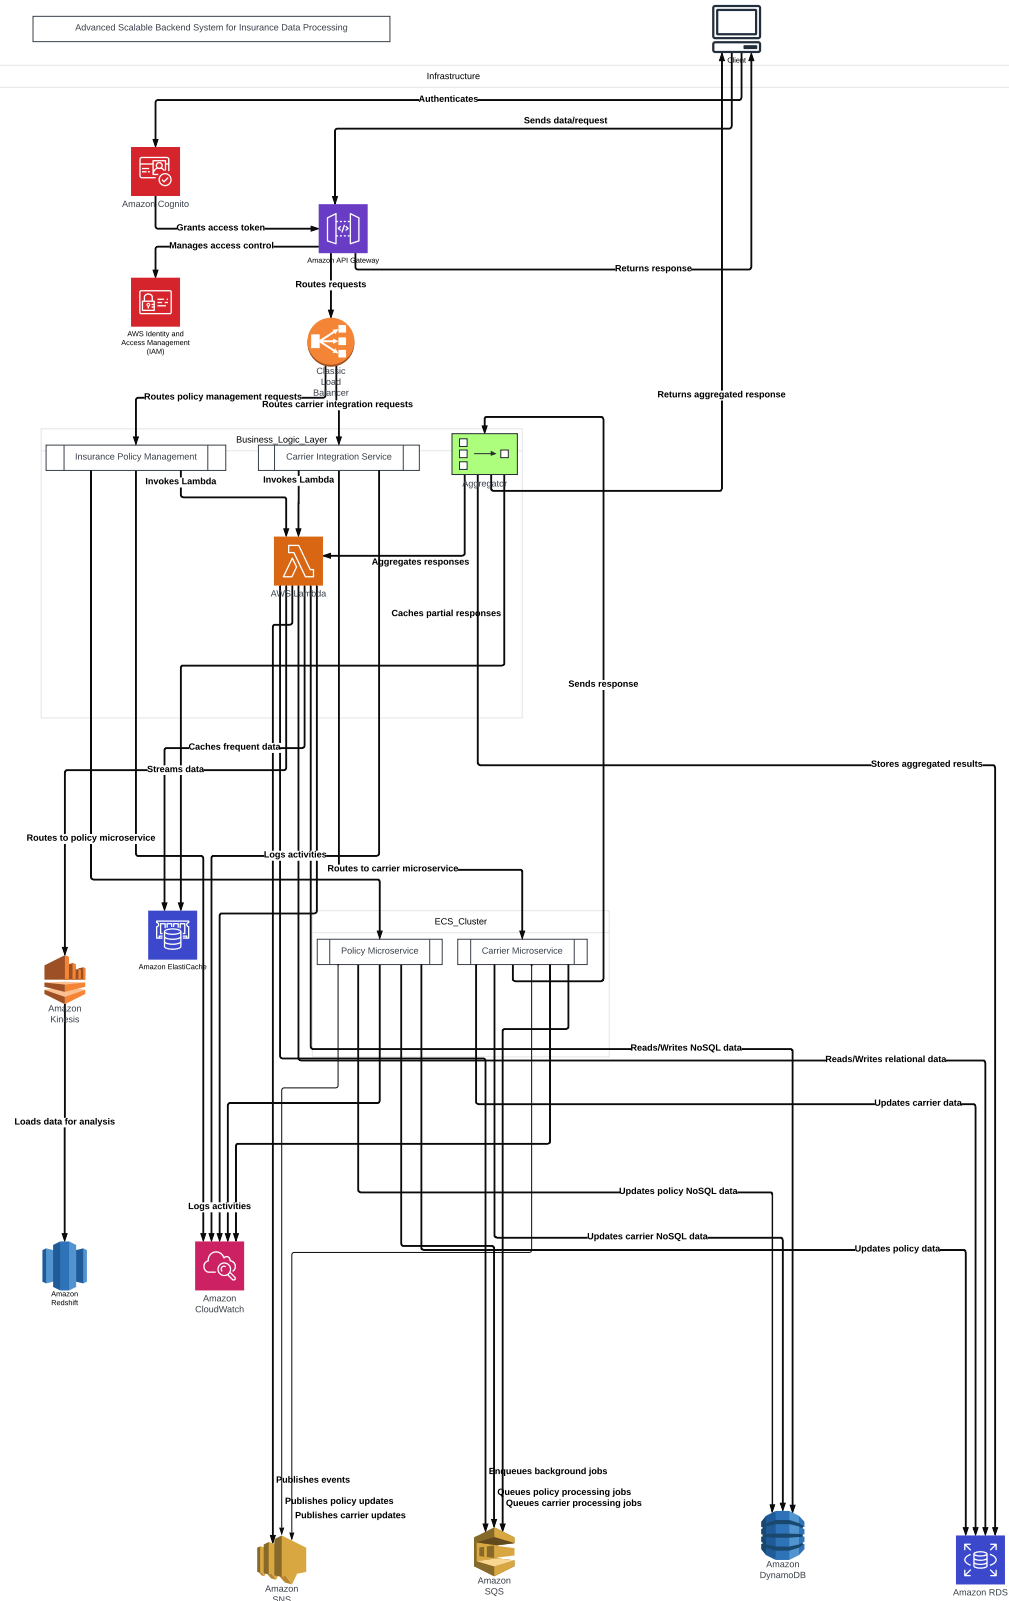 Advanced Scalable Backend System for Insurance Data Processing
Client
Infrastructure
Authenticates
Sends data/request
Amazon Cognito
Grants access token
Manages access control
Amazon API Gateway
Returns response
Routes requests
AWS Identity and
Access Management
(IAM)
Classic
Load
Balancer
Routes policy management requests
Routes carrier integration requests
Returns aggregated response
Business_Logic_Layer
Insurance Policy Management
Carrier Integration Service
Invokes Lambda
Invokes Lambda
Aggregator
Aggregates responses
AWS Lambda
Caches partial responses
Sends response
Caches frequent data
Streams data
Stores aggregated results
Routes to policy microservice
Logs activities
Routes to carrier microservice
ECS_Cluster
Policy Microservice
Carrier Microservice
Amazon ElastiCache
Amazon
Kinesis
Reads/Writes NoSQL data
Reads/Writes relational data
Updates carrier data
Loads data for analysis
Updates policy NoSQL data
Logs activities
Updates carrier NoSQL data
Updates policy data
Amazon
Redshift
Amazon
CloudWatch
Enqueues background jobs
Publishes events
Queues policy processing jobs
Publishes policy updates
Queues carrier processing jobs
Publishes carrier updates
Amazon
DynamoDB
Amazon
SQS
Amazon
SNS
Amazon RDS